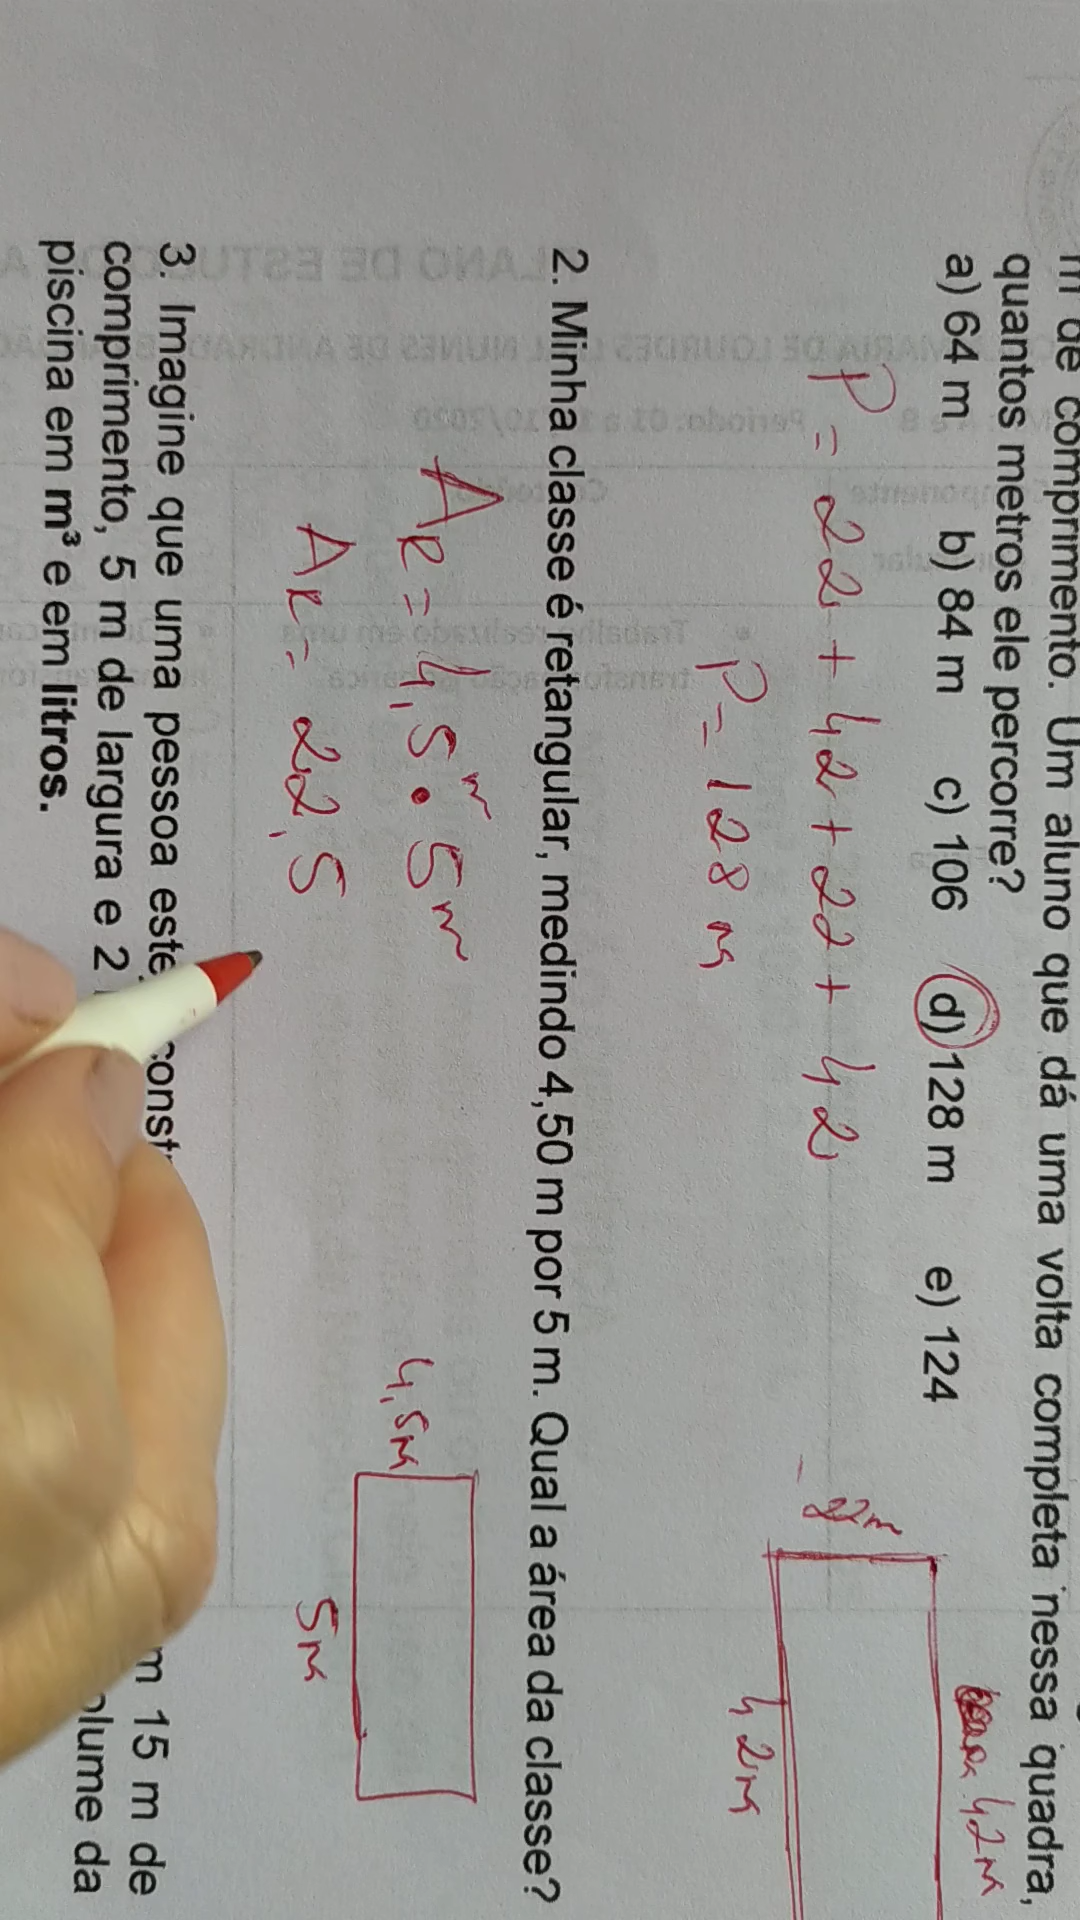 m de comprimento. Um aluno que dá uma volta completa nessa quadra,
quantos metros ele percorre?
a) 64 m b) 84 m c) 106 d) 128 m e) 124
42m
P = 22 + 42 + 22 + 42
22m
P = 128 m
42m
2. Minha classe é retangular, medindo 4,50 m por 5 m. Qual a área da classe?
AR = 4,5m . 5m
4,5m
AR = 22,5
5m
3. Imagine que uma pessoa const m 15 m de
comprimento, 5 m de largura e 2 olume da
piscina em m³ e em litros.